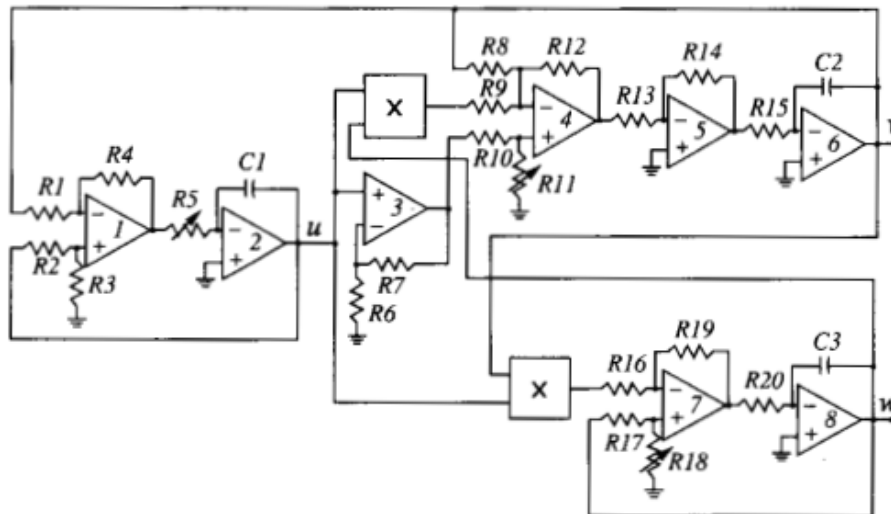 R8 R12 R14 C2
R9 R13 R15
X
4 5 6
R10
R4 R11
R1 R5 C1 3
1 2 u
R2 R3 R7
R6
R19 C3
R16 R20
X 7 8 w
R17 R18